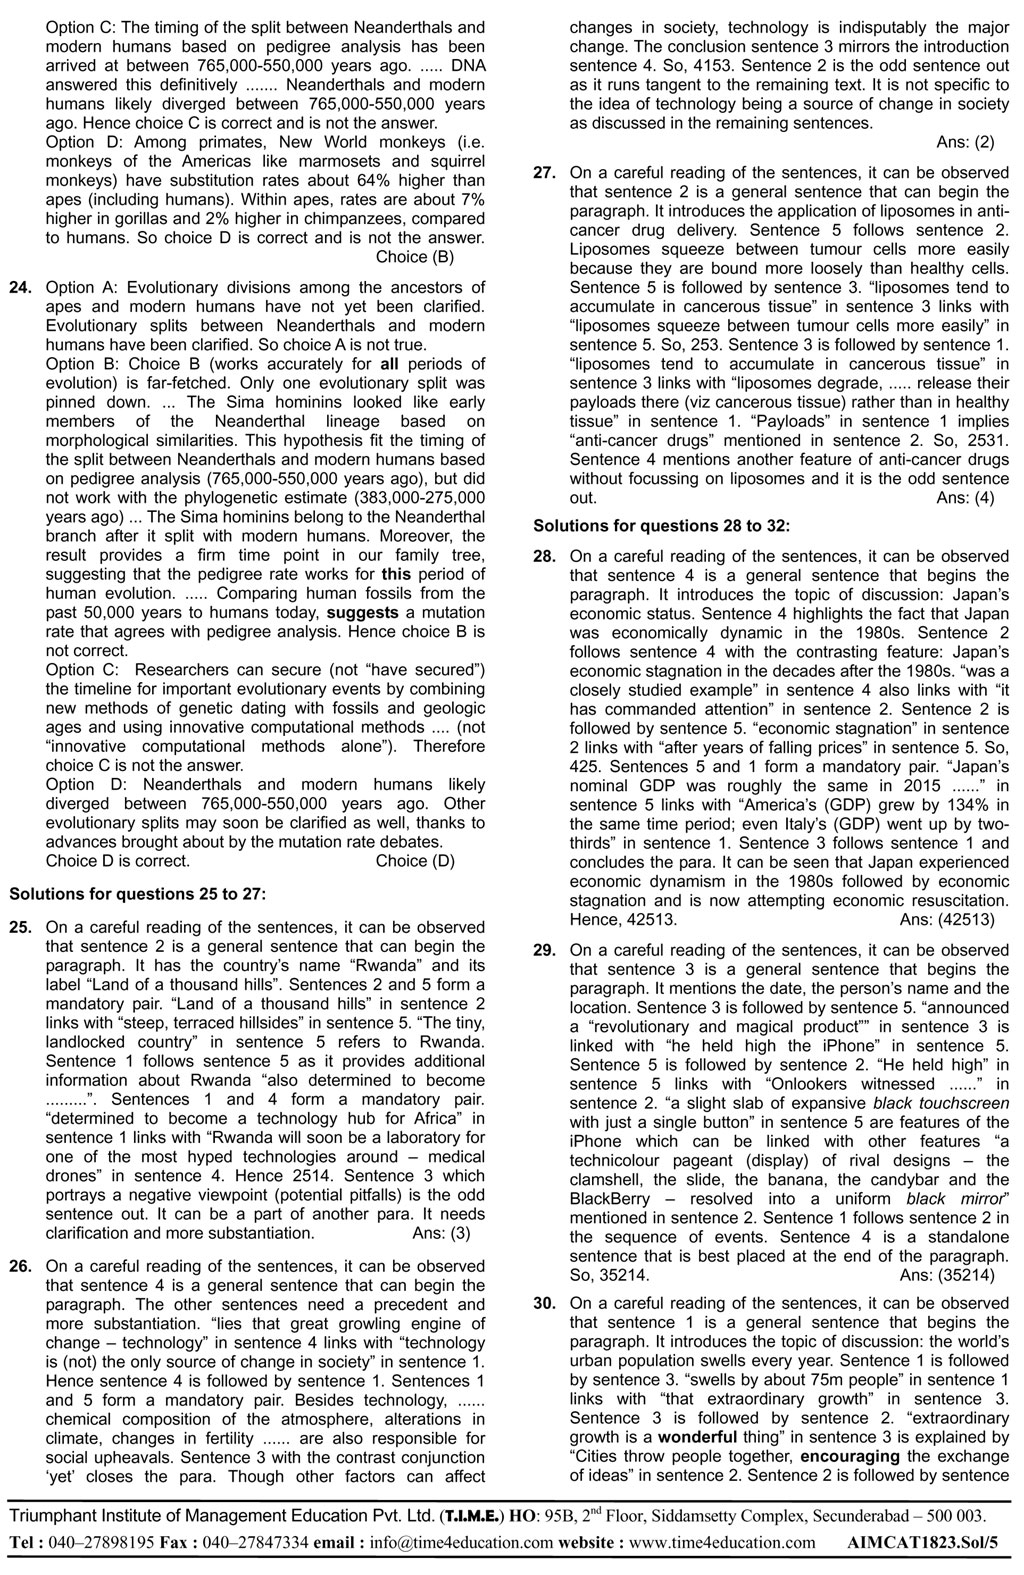 Option C: The timing of the split between Neanderthals and
modern humans based on pedigree analysis has been
arrived at between 765,000-550,000 years ago. ..... DNA
answered this definitively ....... Neanderthals and modern
humans likely diverged between 765,000-550,000 years
ago. Hence choice C is correct and is not the answer.
Option D: Among primates, New World monkeys (i.e.
monkeys of the Americas like marmosets and squirrel
monkeys) have substitution rates about 64% higher than
apes (including humans). Within apes, rates are about 7%
higher in gorillas and 2% higher in chimpanzees, compared
to humans. So choice D is correct and is not the answer.
Choice (B)
24. Option A: Evolutionary divisions among the ancestors of
apes and modern humans have not yet been clarified.
Evolutionary splits between Neanderthals and modern
humans have been clarified. So choice A is not true.
Option B: Choice B (works accurately for all periods of
evolution) is far-fetched. Only one evolutionary split was
pinned down. ... The Sima hominins looked like early
members of the Neanderthal lineage based on
morphological similarities. This hypothesis fit the timing of
the split between Neanderthals and modern humans based
on pedigree analysis (765,000-550,000 years ago), but did
not work with the phylogenetic estimate (383,000-275,000
years ago) ... The Sima hominins belong to the Neanderthal
branch after it split with modern humans. Moreover, the
result provides a firm time point in our family tree,
suggesting that the pedigree rate works for this period of
human evolution. ..... Comparing human fossils from the
past 50,000 years to humans today, suggests a mutation
rate that agrees with pedigree analysis. Hence choice B is
not correct.
Option C: Researchers can secure (not “have secured”)
the timeline for important evolutionary events by combining
new methods of genetic dating with fossils and geologic
ages and using innovative computational methods .... (not
“innovative computational methods alone”). Therefore
choice C is not the answer.
Option D: Neanderthals and modern humans likely
diverged between 765,000-550,000 years ago. Other
evolutionary splits may soon be clarified as well, thanks to
advances brought about by the mutation rate debates.
Choice D is correct. Choice (D)
Solutions for questions 25 to 27:
25. On a careful reading of the sentences, it can be observed
that sentence 2 is a general sentence that can begin the
paragraph. It has the country’s name “Rwanda” and its
label “Land of a thousand hills”. Sentences 2 and 5 form a
mandatory pair. “Land of a thousand hills” in sentence 2
links with “steep, terraced hillsides” in sentence 5. “The tiny,
landlocked country” in sentence 5 refers to Rwanda.
Sentence 1 follows sentence 5 as it provides additional
information about Rwanda “also determined to become
.........”. Sentences 1 and 4 form a mandatory pair.
“determined to become a technology hub for Africa” in
sentence 1 links with “Rwanda will soon be a laboratory for
one of the most hyped technologies around – medical
drones” in sentence 4. Hence 2514. Sentence 3 which
portrays a negative viewpoint (potential pitfalls) is the odd
sentence out. It can be a part of another para. It needs
clarification and more substantiation. Ans: (3)
26. On a careful reading of the sentences, it can be observed
that sentence 4 is a general sentence that can begin the
paragraph. The other sentences need a precedent and
more substantiation. “lies that great growling engine of
change – technology” in sentence 4 links with “technology
is (not) the only source of change in society” in sentence 1.
Hence sentence 4 is followed by sentence 1. Sentences 1
and 5 form a mandatory pair. Besides technology, ......
chemical composition of the atmosphere, alterations in
climate, changes in fertility ...... are also responsible for
social upheavals. Sentence 3 with the contrast conjunction
‘yet’ closes the para. Though other factors can affect
changes in society, technology is indisputably the major
change. The conclusion sentence 3 mirrors the introduction
sentence 4. So, 4153. Sentence 2 is the odd sentence out
as it runs tangent to the remaining text. It is not specific to
the idea of technology being a source of change in society
as discussed in the remaining sentences.
Ans: (2)
27. On a careful reading of the sentences, it can be observed
that sentence 2 is a general sentence that can begin the
paragraph. It introduces the application of liposomes in anti-
cancer drug delivery. Sentence 5 follows sentence 2.
Liposomes squeeze between tumour cells more easily
because they are bound more loosely than healthy cells.
Sentence 5 is followed by sentence 3. “liposomes tend to
accumulate in cancerous tissue” in sentence 3 links with
“liposomes squeeze between tumour cells more easily” in
sentence 5. So, 253. Sentence 3 is followed by sentence 1.
“liposomes tend to accumulate in cancerous tissue” in
sentence 3 links with “liposomes degrade, ..... release their
payloads there (viz cancerous tissue) rather than in healthy
tissue” in sentence 1. “Payloads” in sentence 1 implies
“anti-cancer drugs” mentioned in sentence 2. So, 2531.
Sentence 4 mentions another feature of anti-cancer drugs
without focussing on liposomes and it is the odd sentence
out. Ans: (4)
Solutions for questions 28 to 32:
28. On a careful reading of the sentences, it can be observed
that sentence 4 is a general sentence that begins the
paragraph. It introduces the topic of discussion: Japan’s
economic status. Sentence 4 highlights the fact that Japan
was economically dynamic in the 1980s. Sentence 2
follows sentence 4 with the contrasting feature: Japan’s
economic stagnation in the decades after the 1980s. “was a
closely studied example” in sentence 4 also links with “it
has commanded attention” in sentence 2. Sentence 2 is
followed by sentence 5. “economic stagnation” in sentence
2 links with “after years of falling prices” in sentence 5. So,
425. Sentences 5 and 1 form a mandatory pair. “Japan’s
nominal GDP was roughly the same in 2015 ......” in
sentence 5 links with “America’s (GDP) grew by 134% in
the same time period; even Italy’s (GDP) went up by two-
thirds” in sentence 1. Sentence 3 follows sentence 1 and
concludes the para. It can be seen that Japan experienced
economic dynamism in the 1980s followed by economic
stagnation and is now attempting economic resuscitation.
Hence, 42513. Ans: (42513)
29. On a careful reading of the sentences, it can be observed
that sentence 3 is a general sentence that begins the
paragraph. It mentions the date, the person’s name and the
location. Sentence 3 is followed by sentence 5. “announced
a “revolutionary and magical product”” in sentence 3 is
linked with “he held high the iPhone” in sentence 5.
Sentence 5 is followed by sentence 2. “He held high” in
sentence 5 links with “Onlookers witnessed ......” in
sentence 2. “a slight slab of expansive black touchscreen
with just a single button” in sentence 5 are features of the
iPhone which can be linked with other features “a
technicolour pageant (display) of rival designs – the
clamshell, the slide, the banana, the candybar and the
BlackBerry – resolved into a uniform black mirror”
mentioned in sentence 2. Sentence 1 follows sentence 2 in
the sequence of events. Sentence 4 is a standalone
sentence that is best placed at the end of the paragraph.
So, 35214. Ans: (35214)
30. On a careful reading of the sentences, it can be observed
that sentence 1 is a general sentence that begins the
paragraph. It introduces the topic of discussion: the world’s
urban population swells every year. Sentence 1 is followed
by sentence 3. “swells by about 75m people” in sentence 1
links with “that extraordinary growth” in sentence 3.
Sentence 3 is followed by sentence 2. “extraordinary
growth is a wonderful thing” in sentence 3 is explained by
“Cities throw people together, encouraging the exchange
of ideas” in sentence 2. Sentence 2 is followed by sentence
Triumphant Institute of Management Education Pvt. Ltd. (T.I.M.E.) HO: 95B, 2nd Floor, Siddamsetty Complex, Secunderabad – 500 003.
Tel : 040–27898195 Fax : 040–27847334 email : info@time4education.com website : www.time4education.com AIMCAT1823.Sol/5